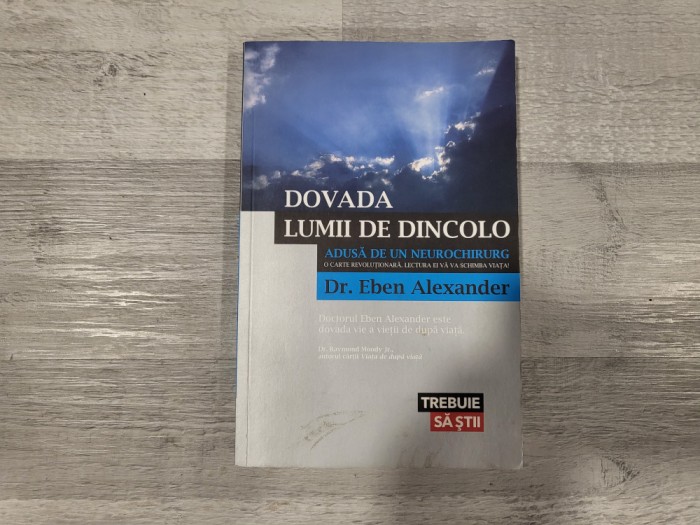 DOVADA
LUMII DE DINCOLO
ADUSĂ DE UN NEUROCHIRURG
O CARTE REVOLUȚIONARĂ. LECTURA EI VĂ VA SCHIMBA VIAȚA!
Dr. Eben Alexander
Doctorul Eben Alexander este
dovada vie a vieții de după viață.
Dr. Raymond Moody jr.,
autorul cărții Viața de după viață
TREBUIE
SĂ ȘTII